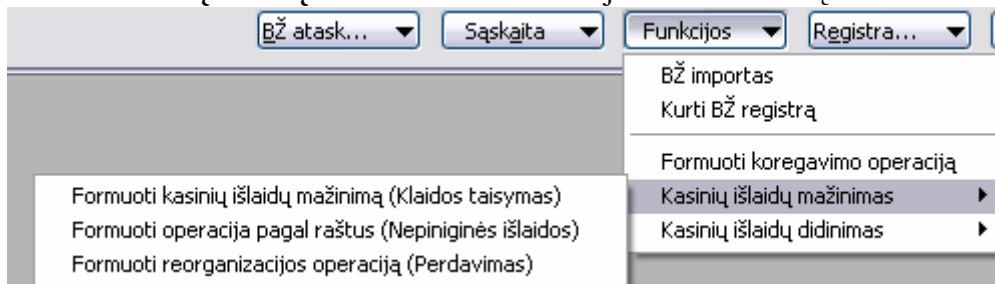 BŽ atask... Sąskaita Funkcijos Registra...
BŽ importas
Kurti BŽ registrą
Formuoti koregavimo operaciją
Kasinių išlaidų mažinimas
Kasinių išlaidų didinimas
Formuoti kasinių išlaidų mažinimą (Klaidos taisymas)
Formuoti operacija pagal raštus (Nepiniginės išlaidos)
Formuoti reorganizacijos operaciją (Perdavimas)